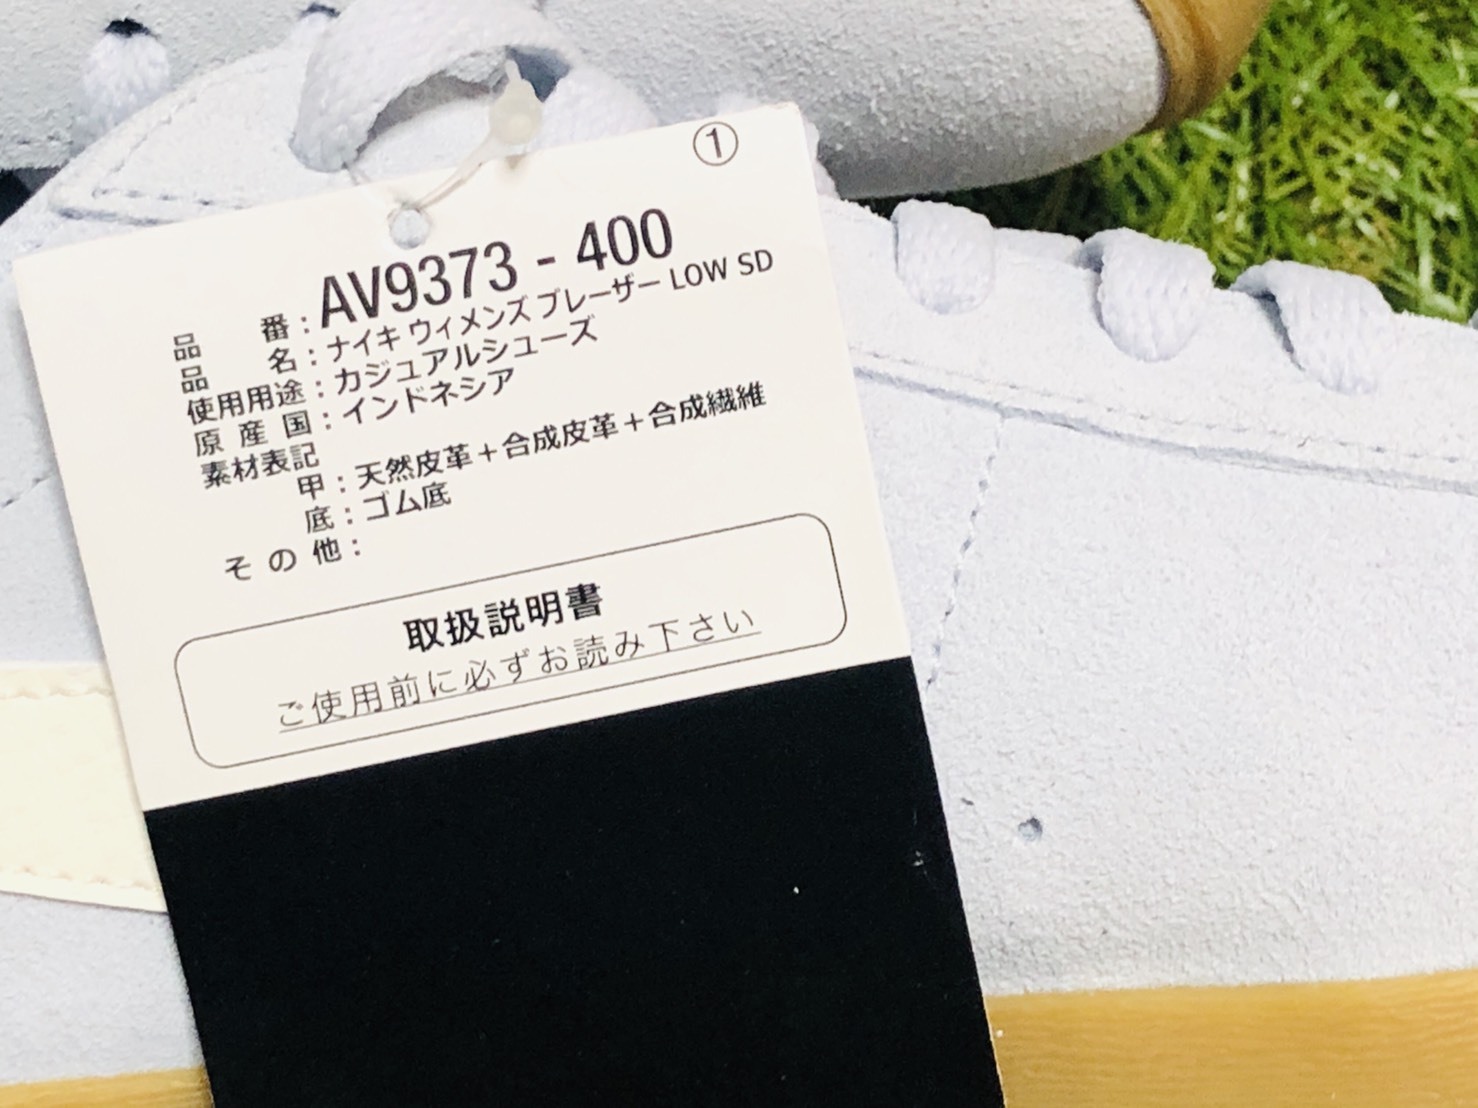 ①
品番:AV9373 - 400
品名:ナイキ ウィメンズ ブレーザー LOW SD
使用用途:カジュアルシューズ
原産国:インドネシア
素材表記
甲:天然皮革+合成皮革+合成繊維
底:ゴム底
その他:
取扱説明書
ご使用前に必ずお読み下さい